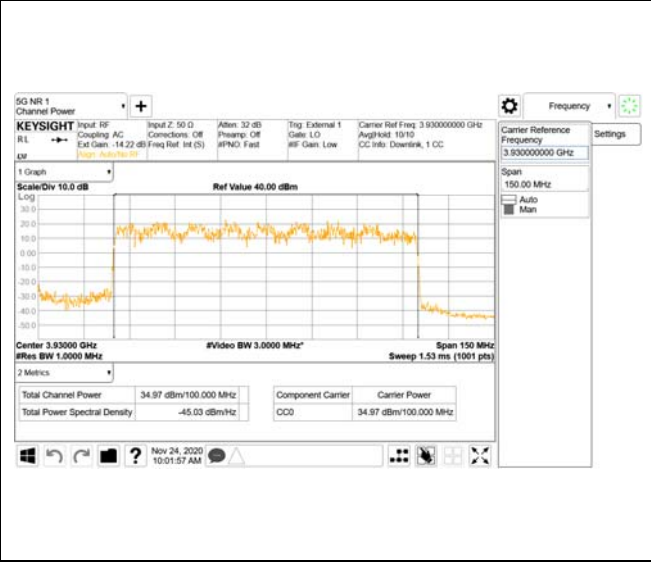 5G NR 1
Channel Power
Frequency
KEYSIGHT
Input: RF
Input Z: 50 Ω
Atten: 32 dB
Trig: External 1
Carrier Ref Freq: 3.930000000 GHz
RL
Coupling: AC
Corrections: Off
Preamp: Off
Gate: LO
Avg|Hold: 10/10
Ext Gain: -14.22 dB
Freq Ref: Int (S)
#PNO: Fast
#IF Gain: Low
CC Info: Downlink, 1 CC
Align: Auto/No RF
Carrier Reference
Frequency
3.930000000 GHz
Settings
Span
150.00 MHz
Auto
Man
1 Graph
Scale/Div 10.0 dB
Ref Value 40.00 dBm
Log
30.0
20.0
10.0
0.00
-10.0
-20.0
-30.0
-40.0
-50.0
Center 3.93000 GHz
#Video BW 3.0000 MHz*
Span 150 MHz
#Res BW 1.0000 MHz
Sweep 1.53 ms (1001 pts)
2 Metrics
Total Channel Power
34.97 dBm/100.000 MHz
Total Power Spectral Density
-45.03 dBm/Hz
Component Carrier
Carrier Power
CC0
34.97 dBm/100.000 MHz
?
Nov 24, 2020
10:01:57 AM